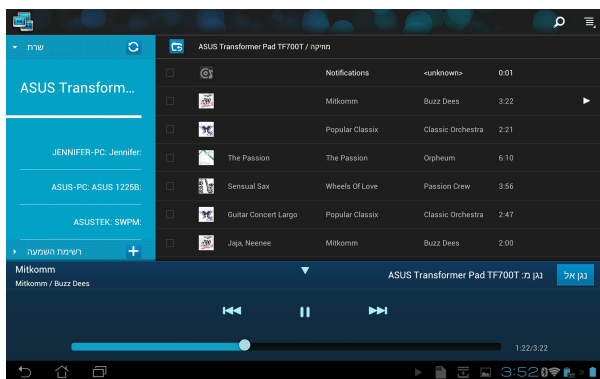 שרת
ASUS Transform...
JENNIFER-PC: Jennifer:
ASUS-PC: ASUS 1225B:
ASUSTEK: SWPM:
רשימת השמעה
ASUS Transformer Pad TF700T / מוזיקה
Notifications <unknown> 0:01
Mitkomm Buzz Dees 3:22
Popular Classix Classic Orchestra 2:21
The Passion The Passion Orpheum 6:10
Sensual Sax Wheels Of Love Passion Crew 3:56
Guitar Concert Largo Popular Classix Classic Orchestra 2:47
Jaja, Neenee Mitkomm Buzz Dees 2:00
Mitkomm
Mitkomm / Buzz Dees
נגן מ: ASUS Transformer Pad TF700T
נגן אל
1:22/3:22
3:52